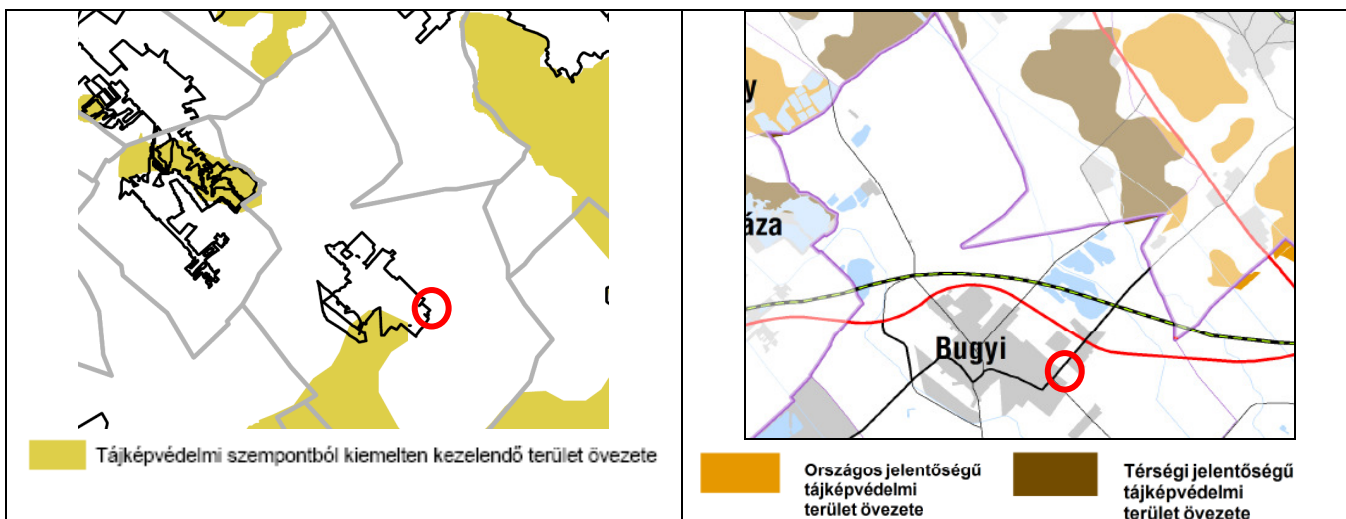 y
áza
Bugyi
Tájképvédelmi szempontból kiemelten kezelendő terület övezete
Országos jelentőségű
tájképvédelmi
terület övezete
Térségi jelentőségű
tájképvédelmi
terület övezete